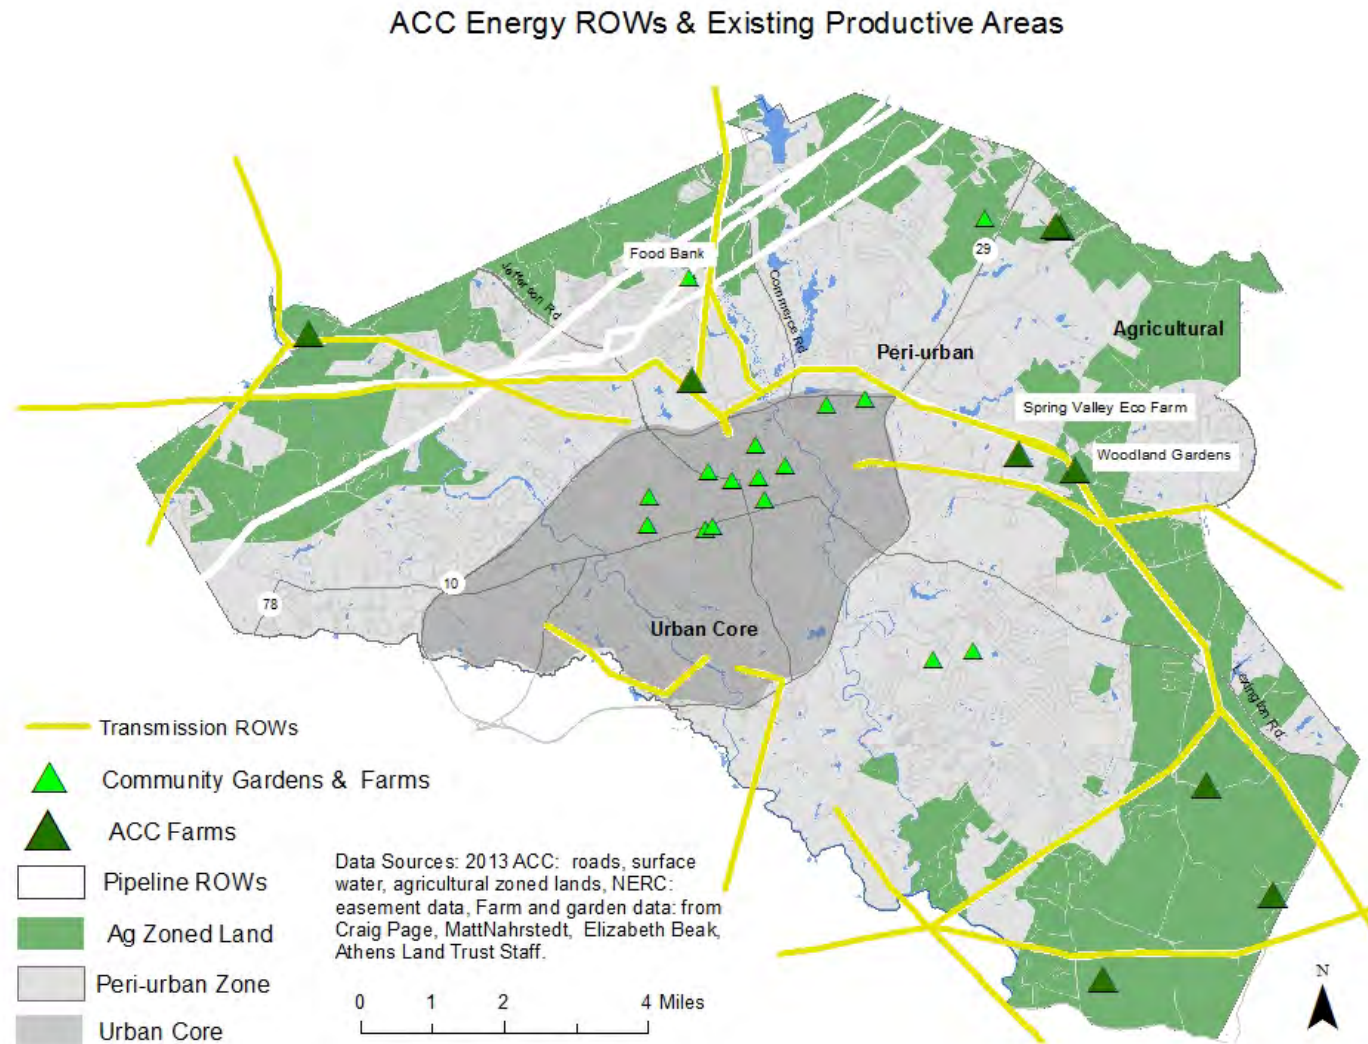 ACC Energy ROWs & Existing Productive Areas
Food Bank
29
Jefferson Rd
Commerce Rd
Agricultural
Peri-urban
Spring Valley Eco Farm
Woodland Gardens
10
78
Urban Core
Lexington Rd.
Transmission ROWs
Community Gardens & Farms
ACC Farms
Pipeline ROWs
Ag Zoned Land
Peri-urban Zone
Urban Core
Data Sources: 2013 ACC: roads, surface
water, agricultural zoned lands, NERC:
easement data, Farm and garden data: from
Craig Page, MattNahrstedt, Elizabeth Beak,
Athens Land Trust Staff.
0 1 2 4 Miles
N